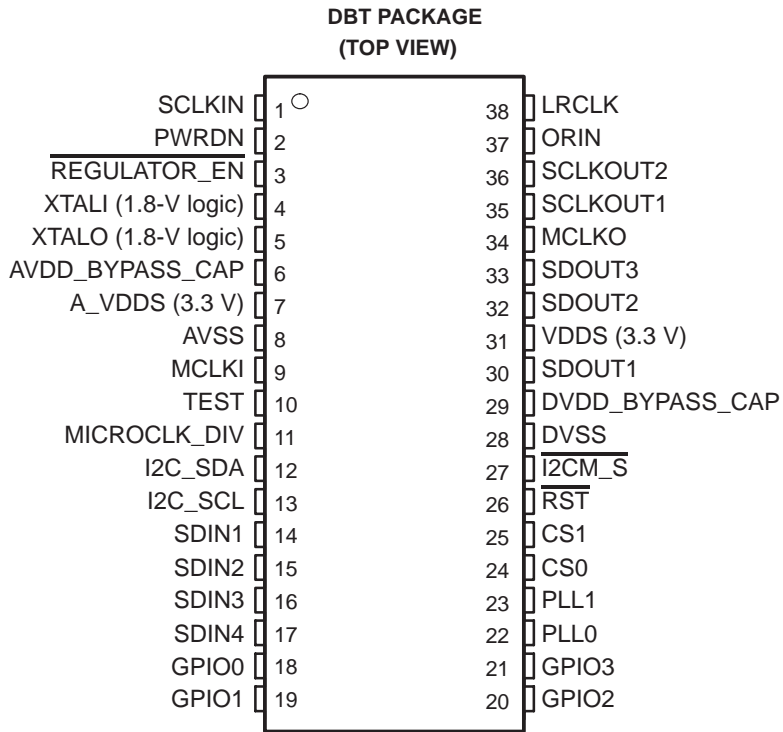 DBT PACKAGE
(TOP VIEW)
SCLKIN 1 38 LRCLK
PWRDN 2 37 ORIN
REGULATOR_EN 3 36 SCLKOUT2
XTALI (1.8-V logic) 4 35 SCLKOUT1
XTALO (1.8-V logic) 5 34 MCLKO
AVDD_BYPASS_CAP 6 33 SDOUT3
A_VDDS (3.3 V) 7 32 SDOUT2
AVSS 8 31 VDDS (3.3 V)
MCLKI 9 30 SDOUT1
TEST 10 29 DVDD_BYPASS_CAP
MICROCLK_DIV 11 28 DVSS
I2C_SDA 12 27 I2CM_S
I2C_SCL 13 26 RST
SDIN1 14 25 CS1
SDIN2 15 24 CS0
SDIN3 16 23 PLL1
SDIN4 17 22 PLL0
GPIO0 18 21 GPIO3
GPIO1 19 20 GPIO2